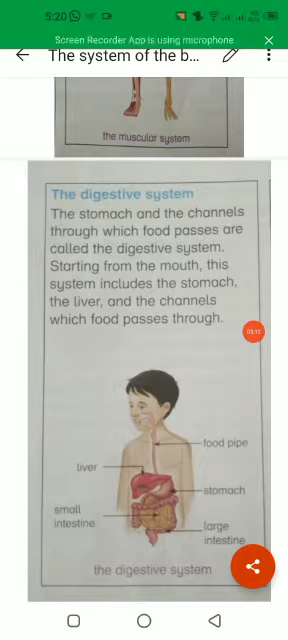 5:20
Screen Recorder App is using microphone
The system of the b...
the muscular system
The digestive system
The stomach and the channels
through which food passes are
called the digestive system.
Starting from the mouth, this
system includes the stomach,
the liver, and the channels
which food passes through.
food pipe
liver
stomach
small
intestine
large
intestine
the digestive system